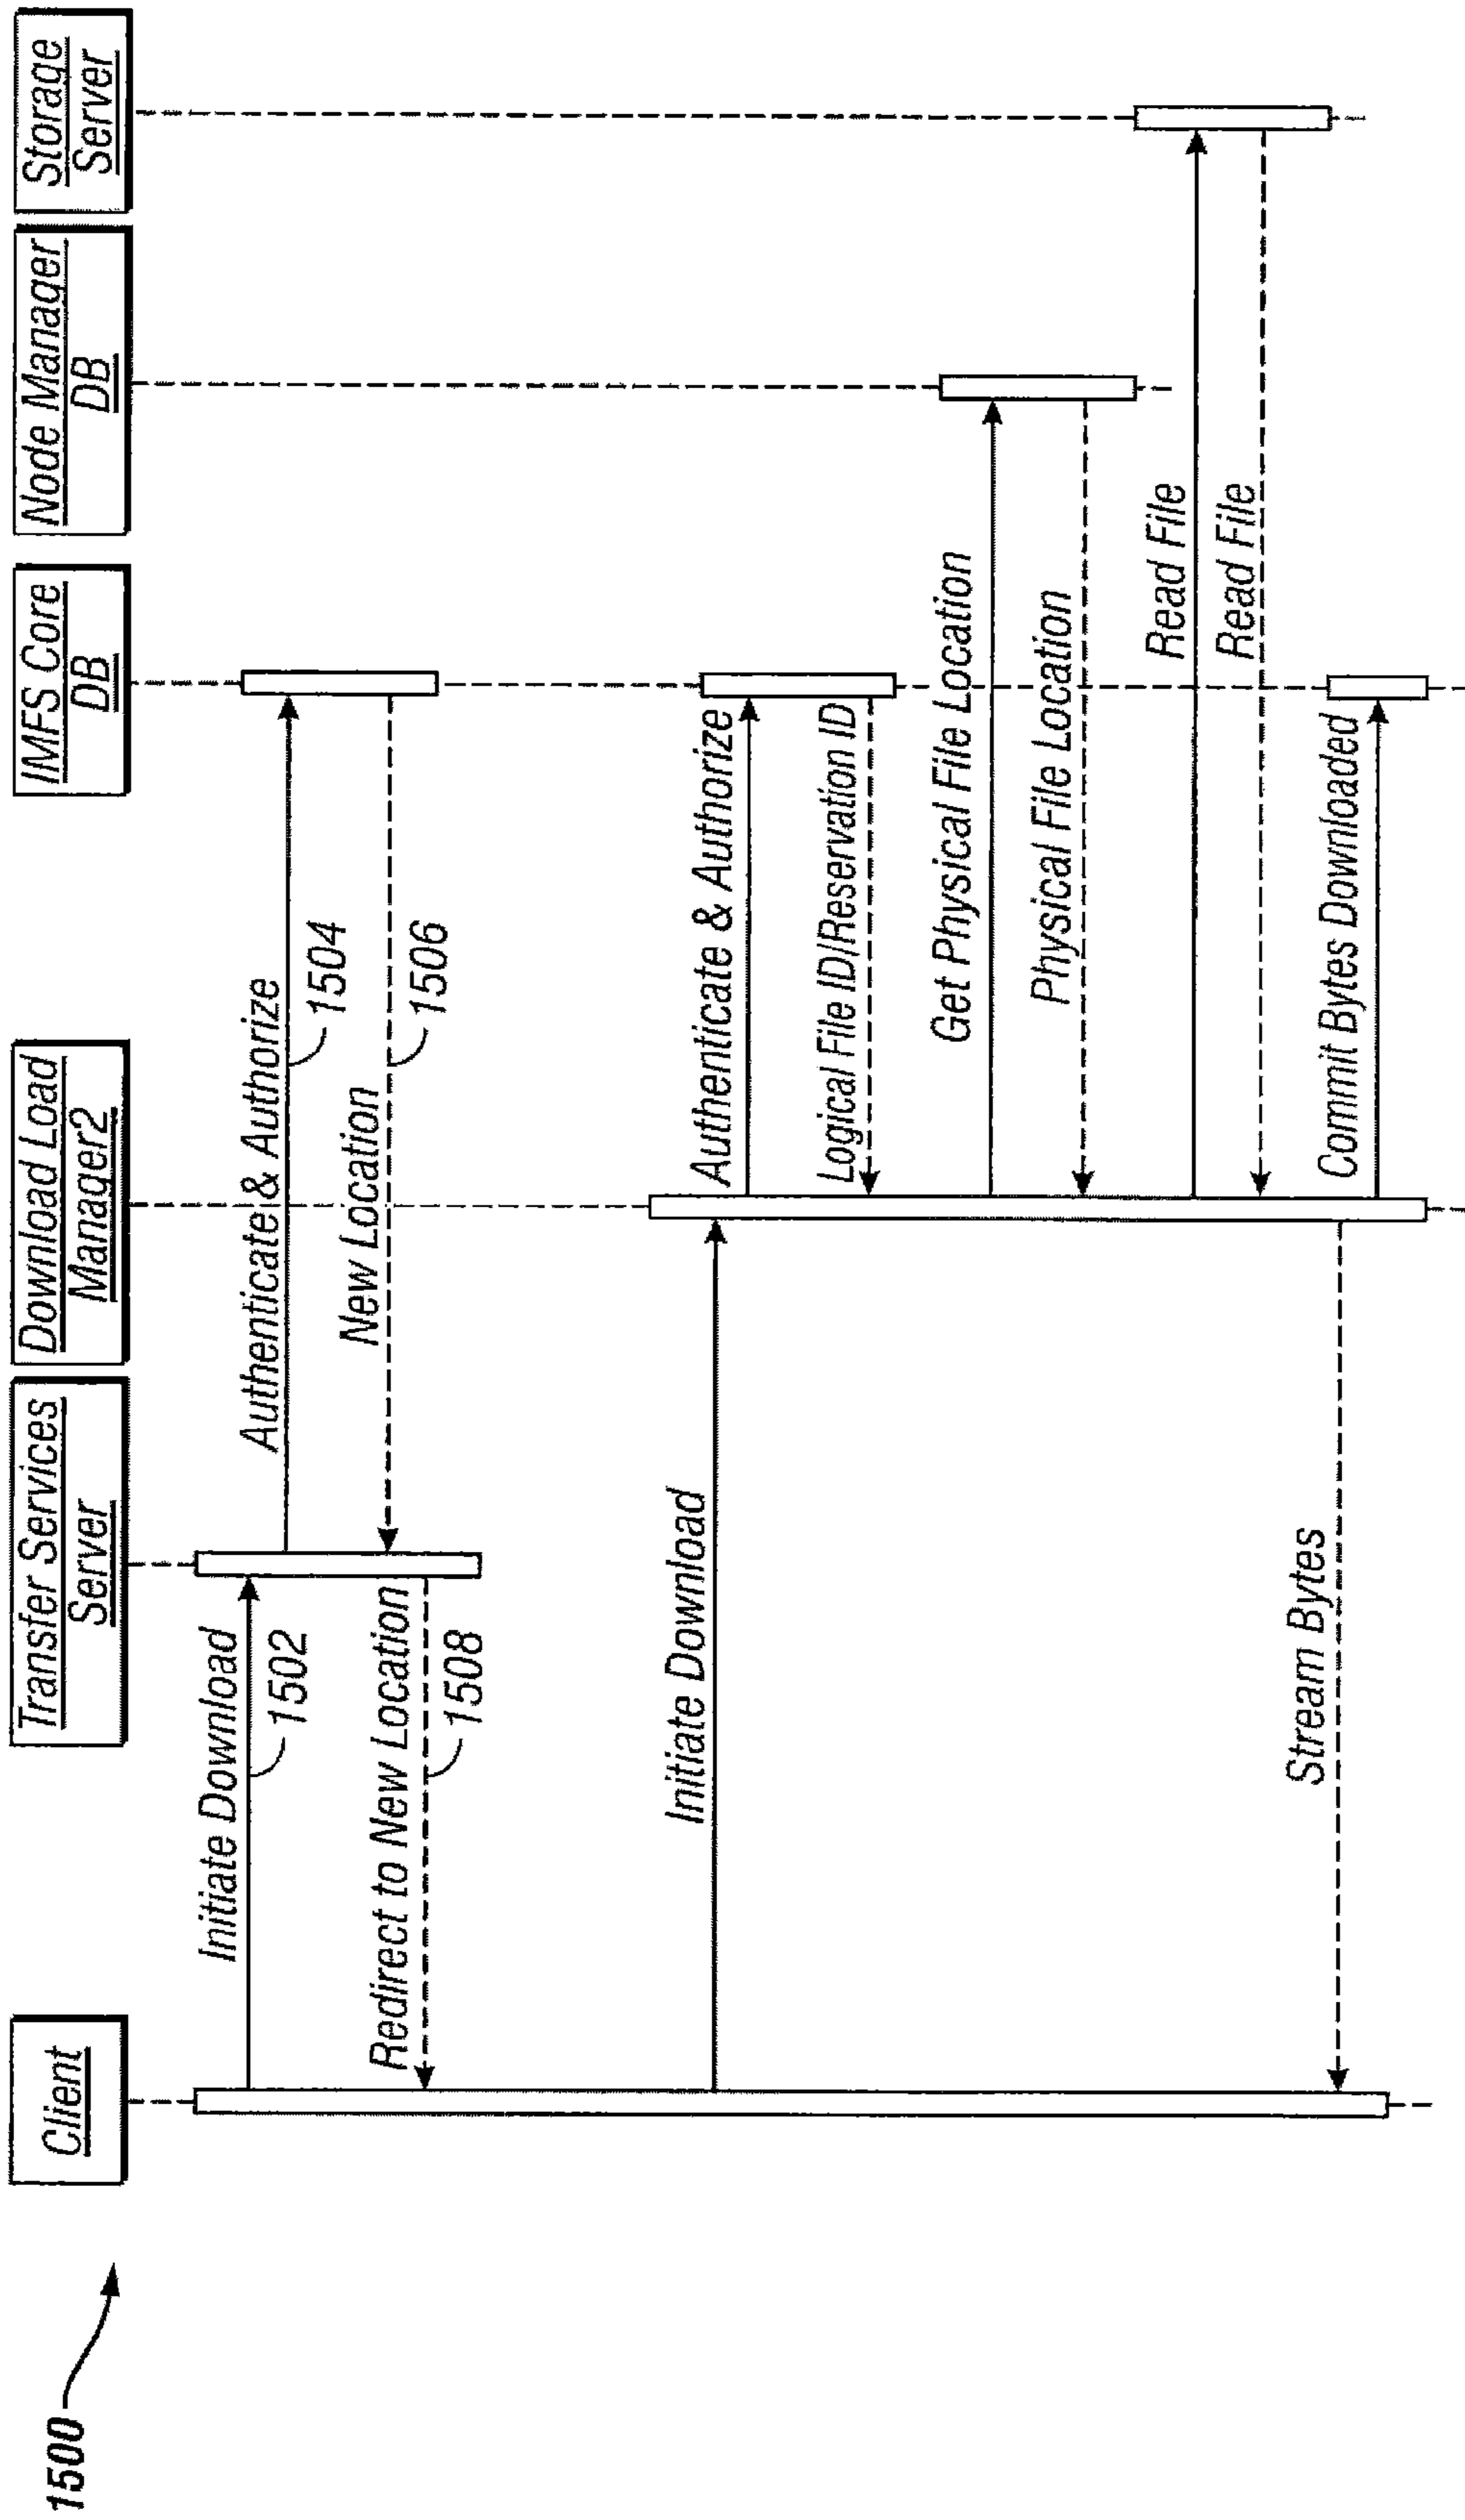 1500
Client
Transfer Services
Server
Download Load
Manager2
IMFS Core
DB
Node Manager
DB
Storage
Server
Initiate Download
1502
Authenticate & Authorize
1504
New Location
1506
Redirect to New Location
1508
Initiate Download
Authenticate & Authorize
Logical File ID/Reservation ID
Get Physical File Location
Physical File Location
Read File
Read File
Stream Bytes
Commit Bytes Downloaded